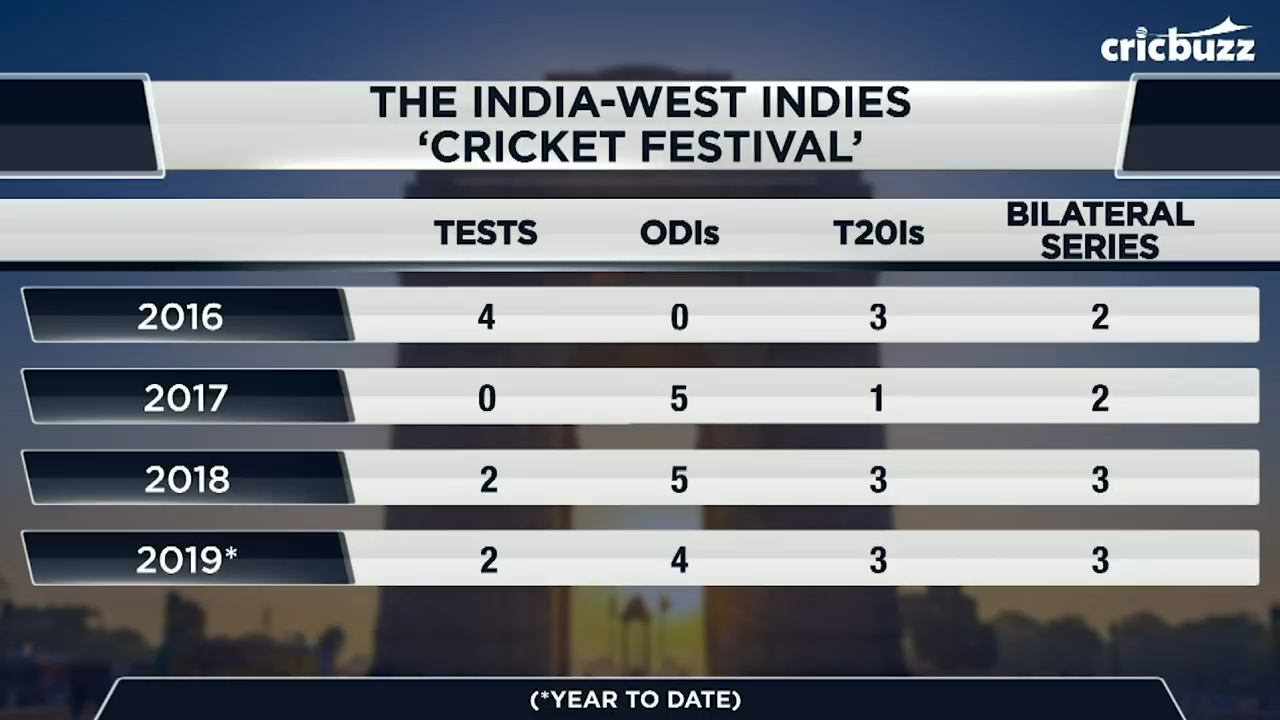 cricbuzz
THE INDIA-WEST INDIES
‘CRICKET FESTIVAL’
TESTS ODIs T20Is BILATERAL SERIES
2016 4 0 3 2
2017 0 5 1 2
2018 2 5 3 3
2019* 2 4 3 3
(*YEAR TO DATE)